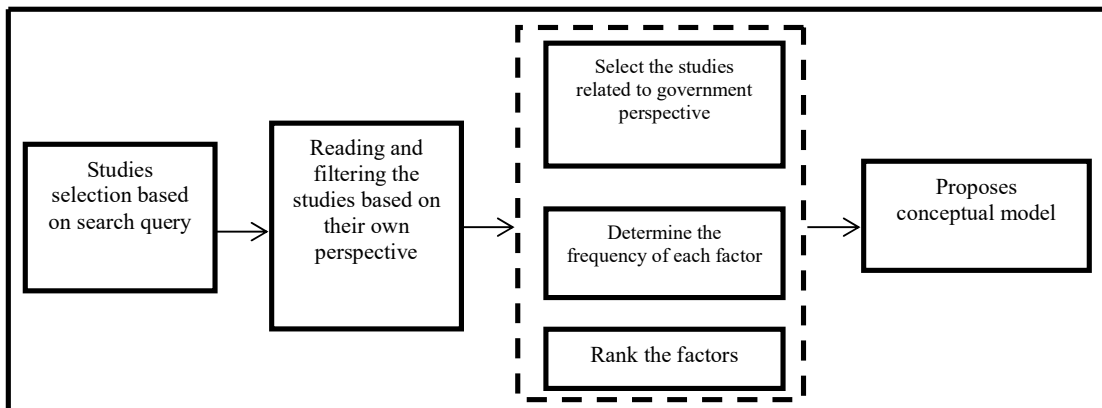 Studies
selection based
on search query
Reading and
filtering the
studies based on
their own
perspective
Select the studies
related to government
perspective
Determine the
frequency of each factor
Rank the factors
Proposes
conceptual model